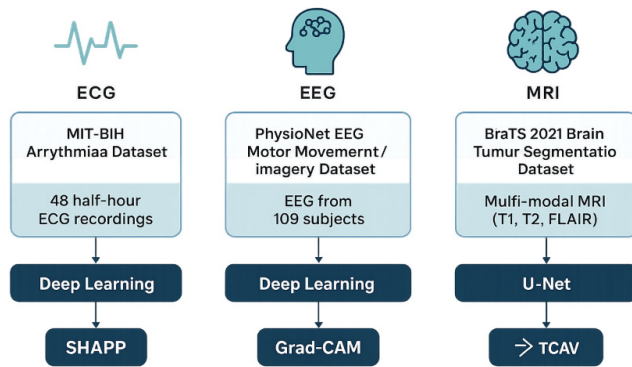 ECG
MIT-BIH
Arrythmiaa Dataset
48 half-hour
ECG recordings
Deep Learning
SHAPP
EEG
PhysioNet EEG
Motor Movemernt /
imagery Dataset
EEG from
109 subjects
Deep Learning
Grad-CAM
MRI
BraTS 2021 Brain
Tumur Segmentatio
Dataset
Mulfi-modal MRI
(T1, T2, FLAIR)
U-Net
→ TCAV